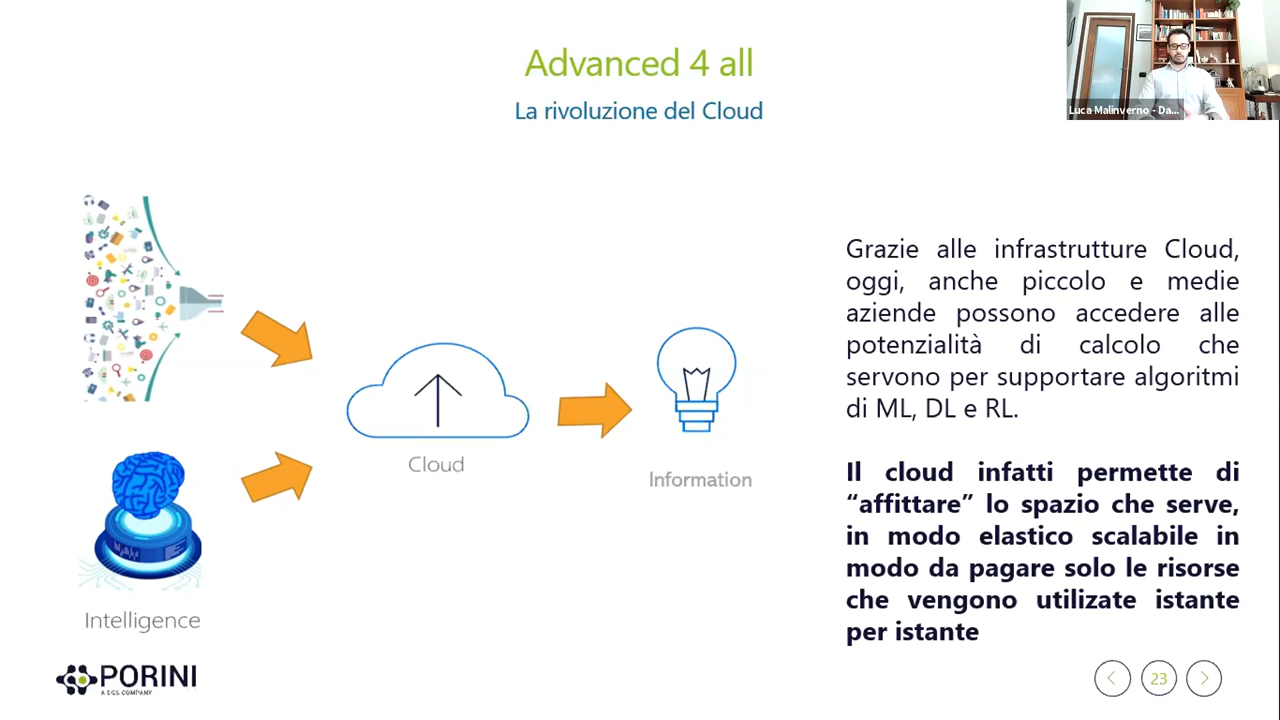 Advanced 4 all
La rivoluzione del Cloud
Luca Malinverno - Da...
Grazie alle infrastrutture Cloud,
oggi, anche piccolo e medie
aziende possono accedere alle
potenzialità di calcolo che
servono per supportare algoritmi
di ML, DL e RL.
Il cloud infatti permette di
“affittare” lo spazio che serve,
in modo elastico scalabile in
modo da pagare solo le risorse
che vengono utilizate istante
per istante
Cloud
Information
Intelligence
PORINI
A DGS COMPANY
23